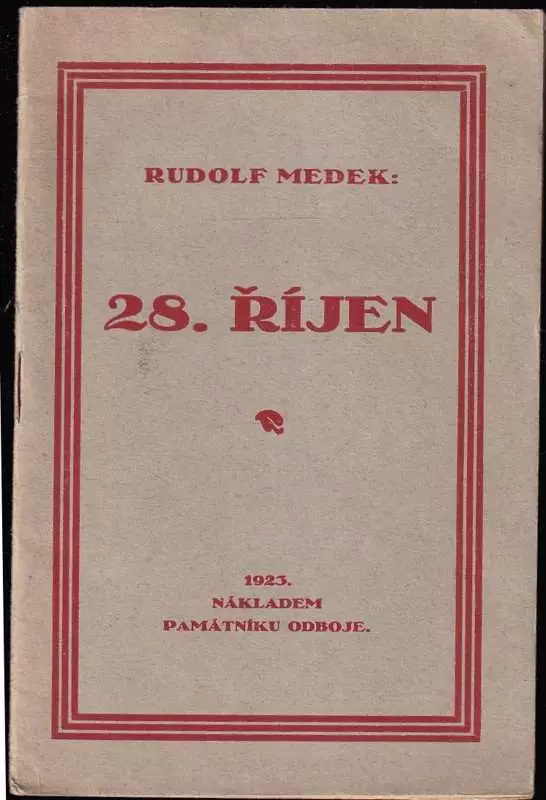 RUDOLF MEDEK:
28. ŘÍJEN
1923.
NÁKLADEM
PAMÁTNÍKU ODBOJE.